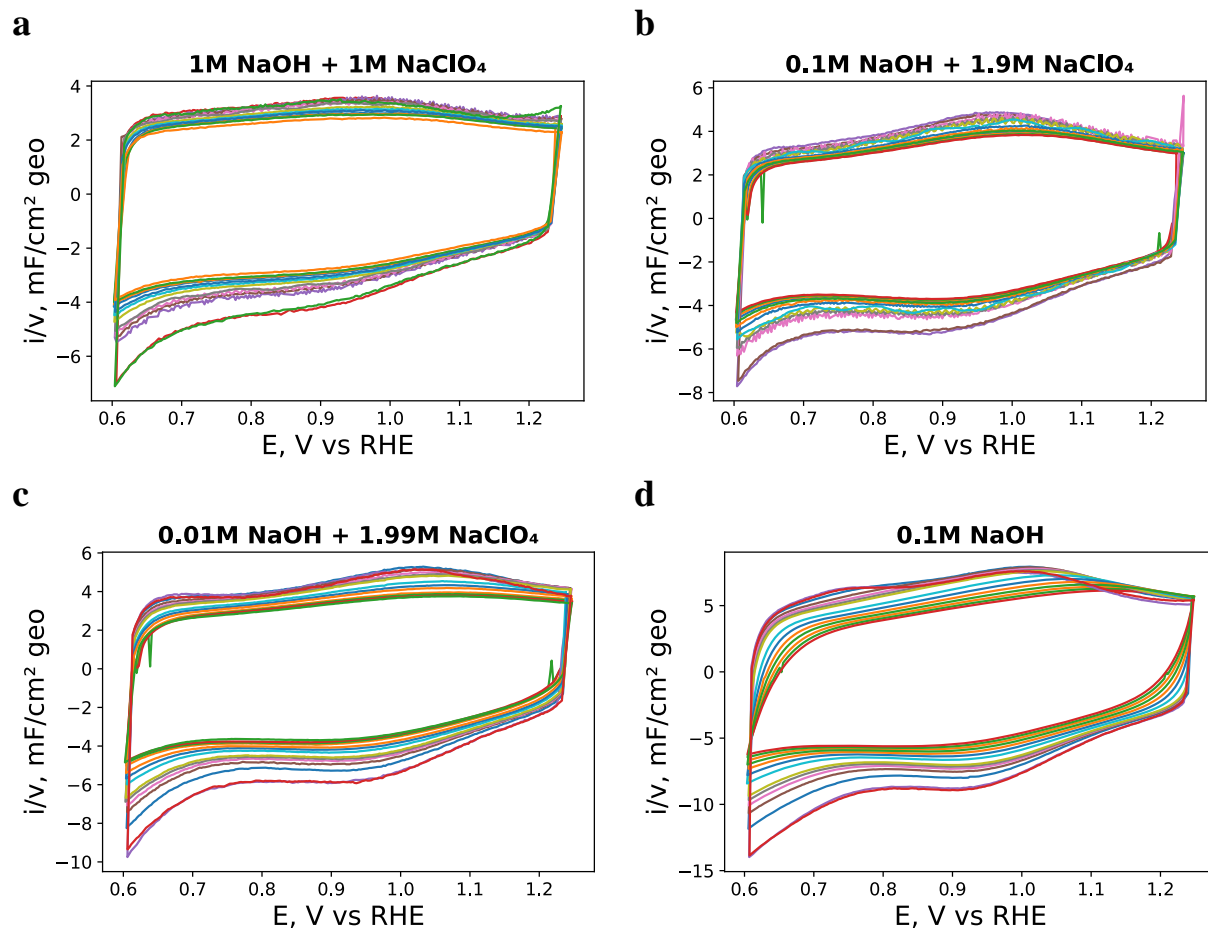 a
1M NaOH + 1M NaClO₄
4
2
0
−2
−4
−6
i/v, mF/cm² geo
0.6 0.7 0.8 0.9 1.0 1.1 1.2
E, V vs RHE
b
0.1M NaOH + 1.9M NaClO₄
6
4
2
0
−2
−4
−6
−8
i/v, mF/cm² geo
0.6 0.7 0.8 0.9 1.0 1.1 1.2
E, V vs RHE
c
0.01M NaOH + 1.99M NaClO₄
6
4
2
0
−2
−4
−6
−8
−10
i/v, mF/cm² geo
0.6 0.7 0.8 0.9 1.0 1.1 1.2
E, V vs RHE
d
0.1M NaOH
5
0
−5
−10
−15
i/v, mF/cm² geo
0.6 0.7 0.8 0.9 1.0 1.1 1.2
E, V vs RHE